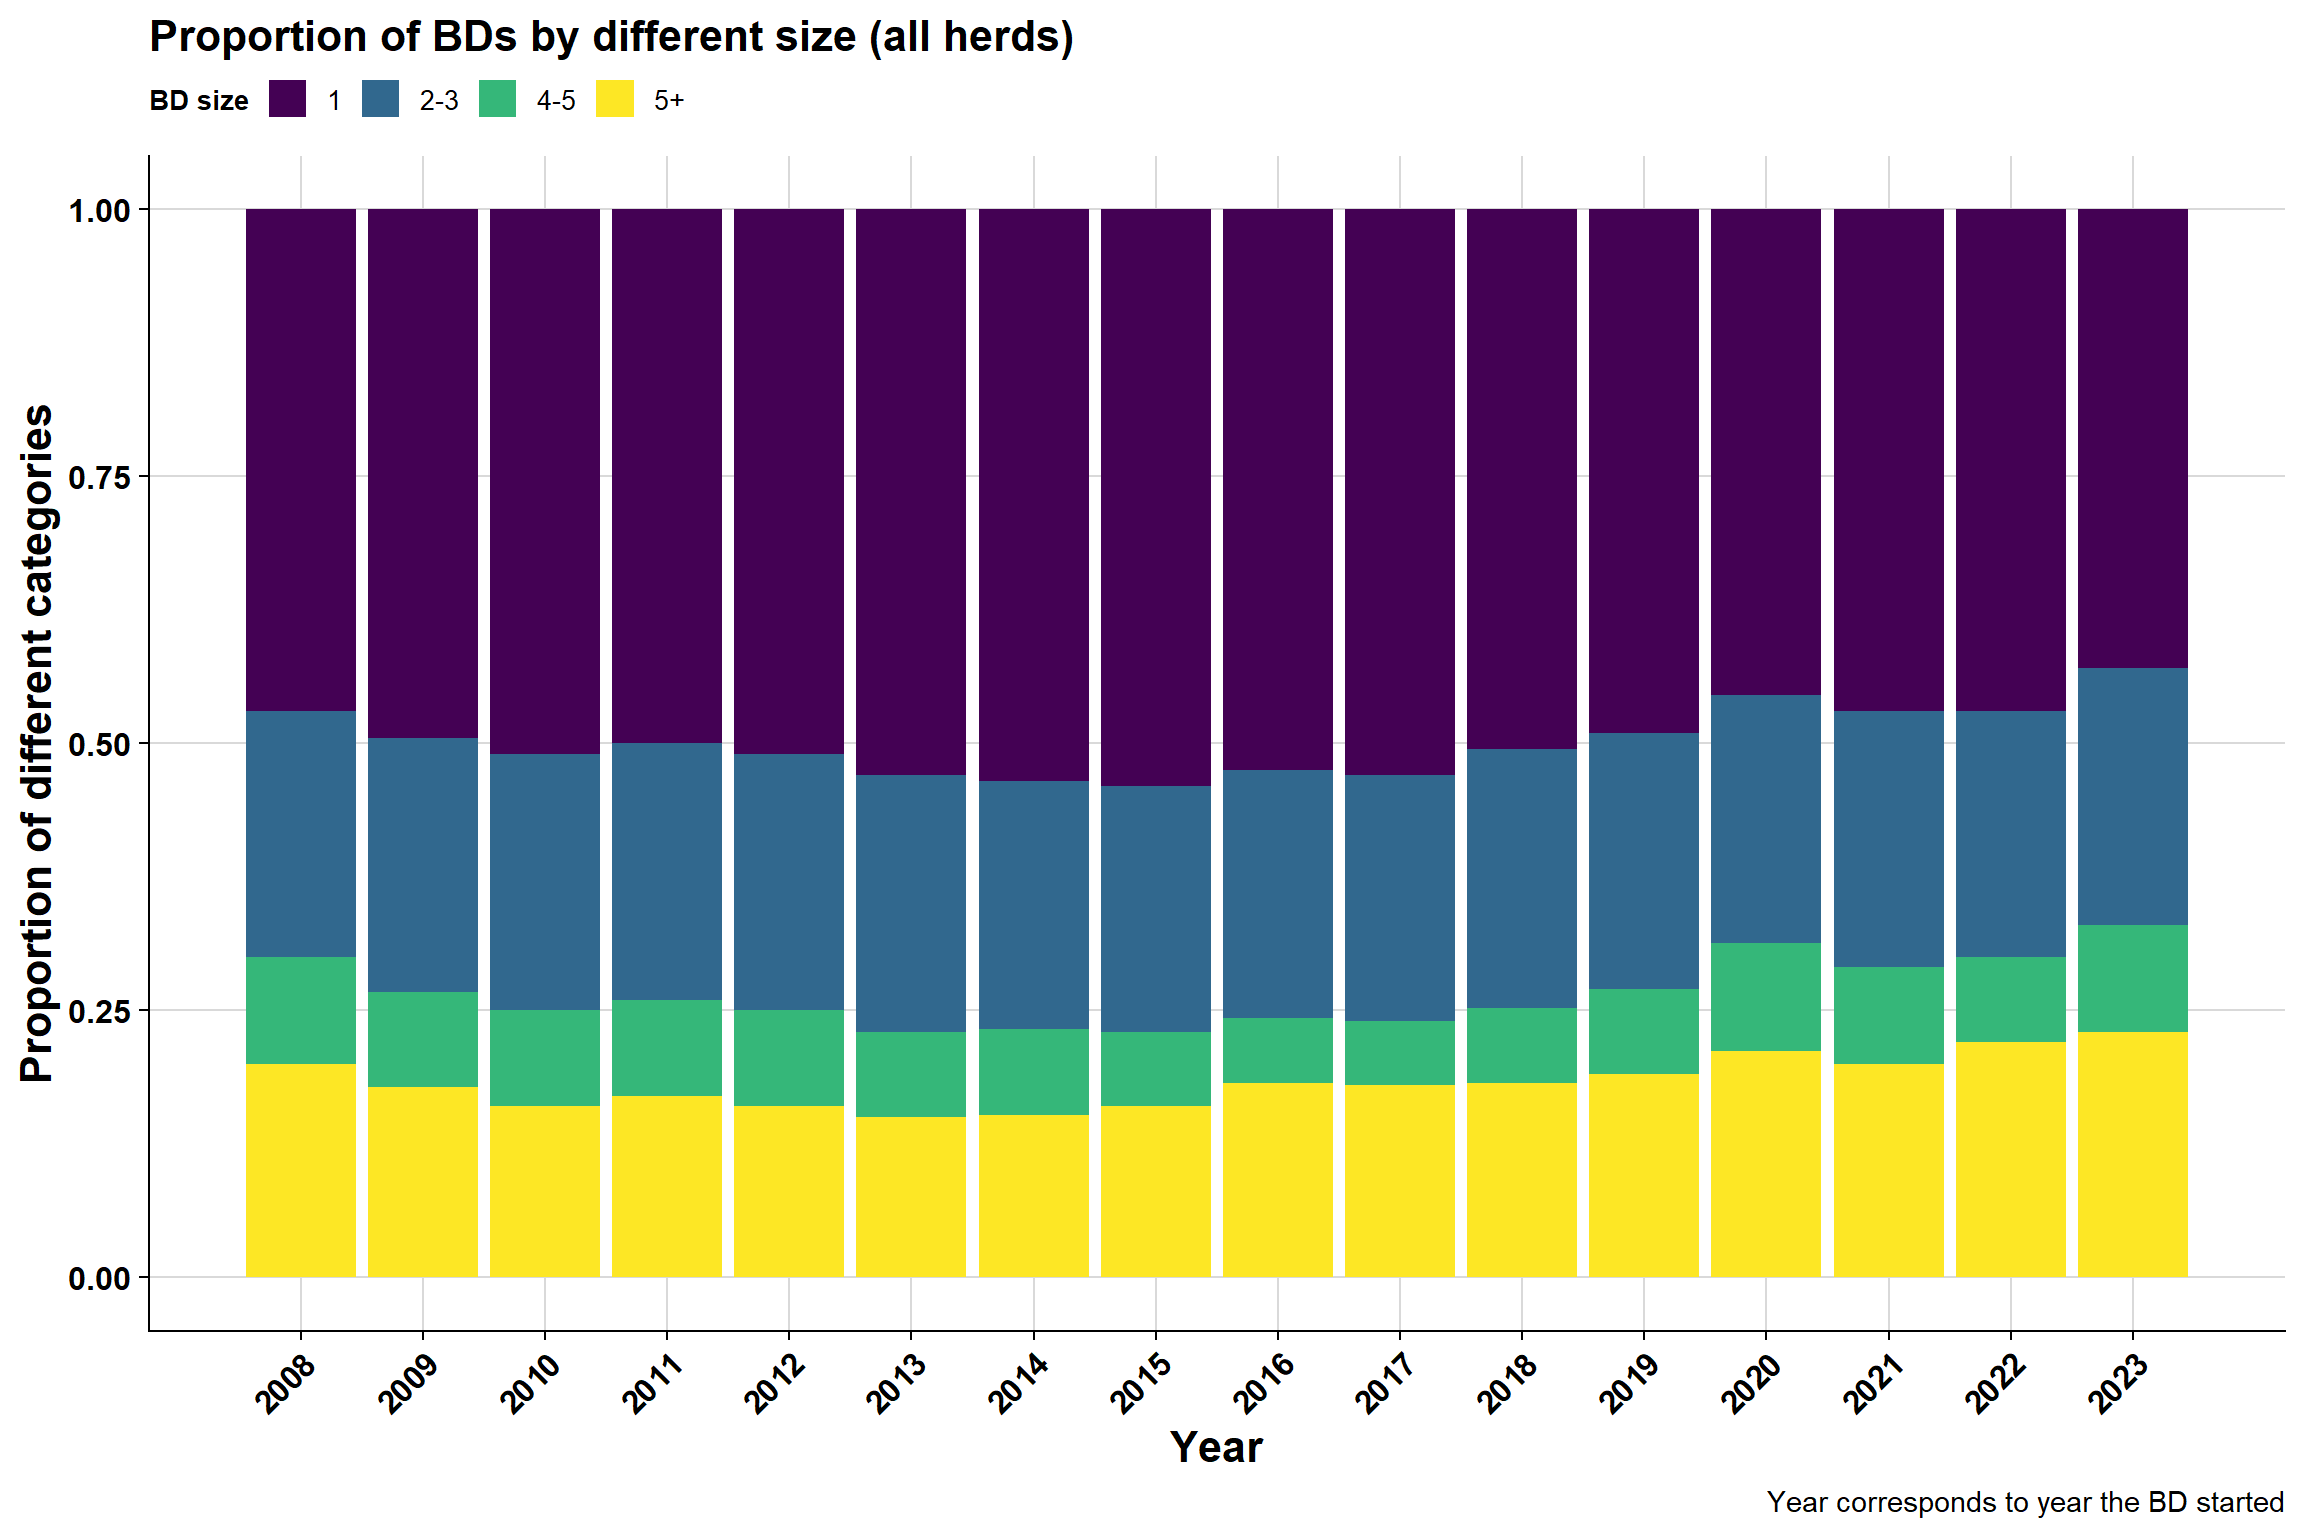 Proportion of BDs by different size (all herds)
BD size 1 2-3 4-5 5+
Proportion of different categories
1.00
0.75
0.50
0.25
0.00
2008 2009 2010 2011 2012 2013 2014 2015 2016 2017 2018 2019 2020 2021 2022 2023
Year
Year corresponds to year the BD started